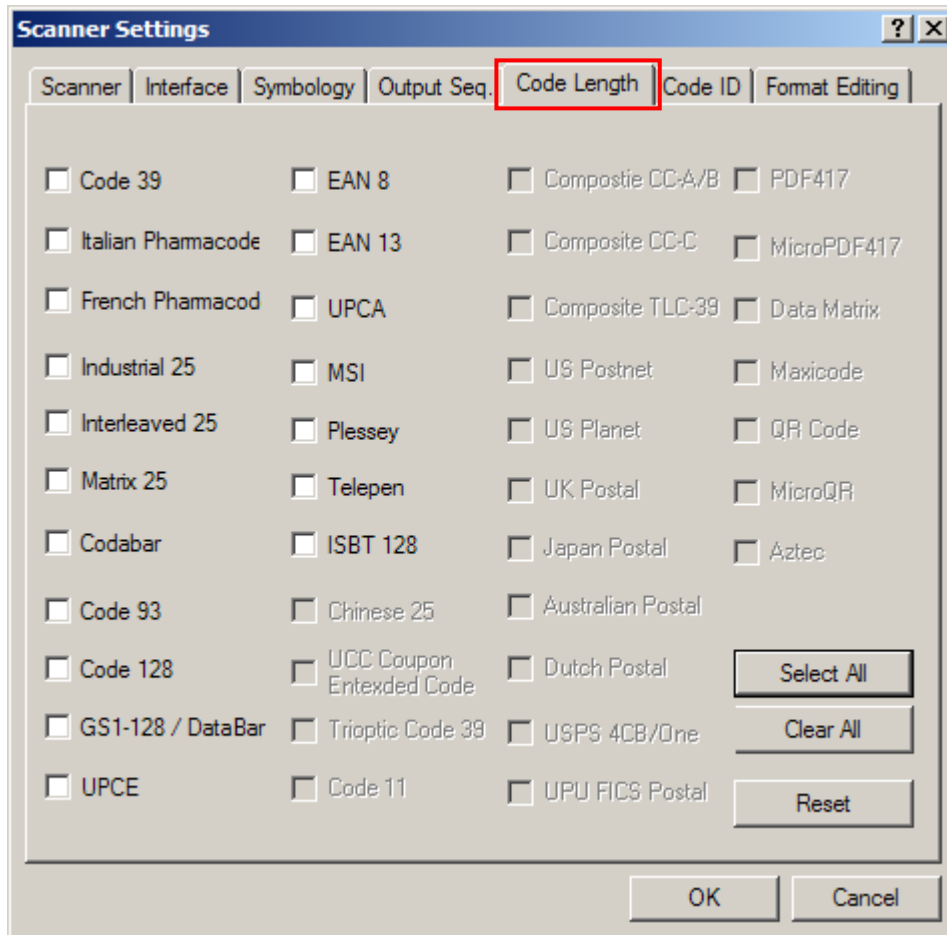 Scanner Settings
Scanner Interface Symbology Output Seq. Code Length Code ID Format Editing
Code 39 EAN 8 Compostie CC-A/B PDF417
Italian Pharmacode EAN 13 Composite CC-C MicroPDF417
French Pharmacod UPCA Composite TLC-39 Data Matrix
Industrial 25 MSI US Postnet Maxicode
Interleaved 25 Plessey US Planet QR Code
Matrix 25 Telepen UK Postal MicroQR
Codabar ISBT 128 Japan Postal Aztec
Code 93 Chinese 25 Australian Postal
Code 128 UCC Coupon Dutch Postal Select All
Entexded Code
GS1-128 / DataBar Trioptic Code 39 USPS 4CB/One Clear All
UPCE Code 11 UPU FICS Postal Reset
OK Cancel